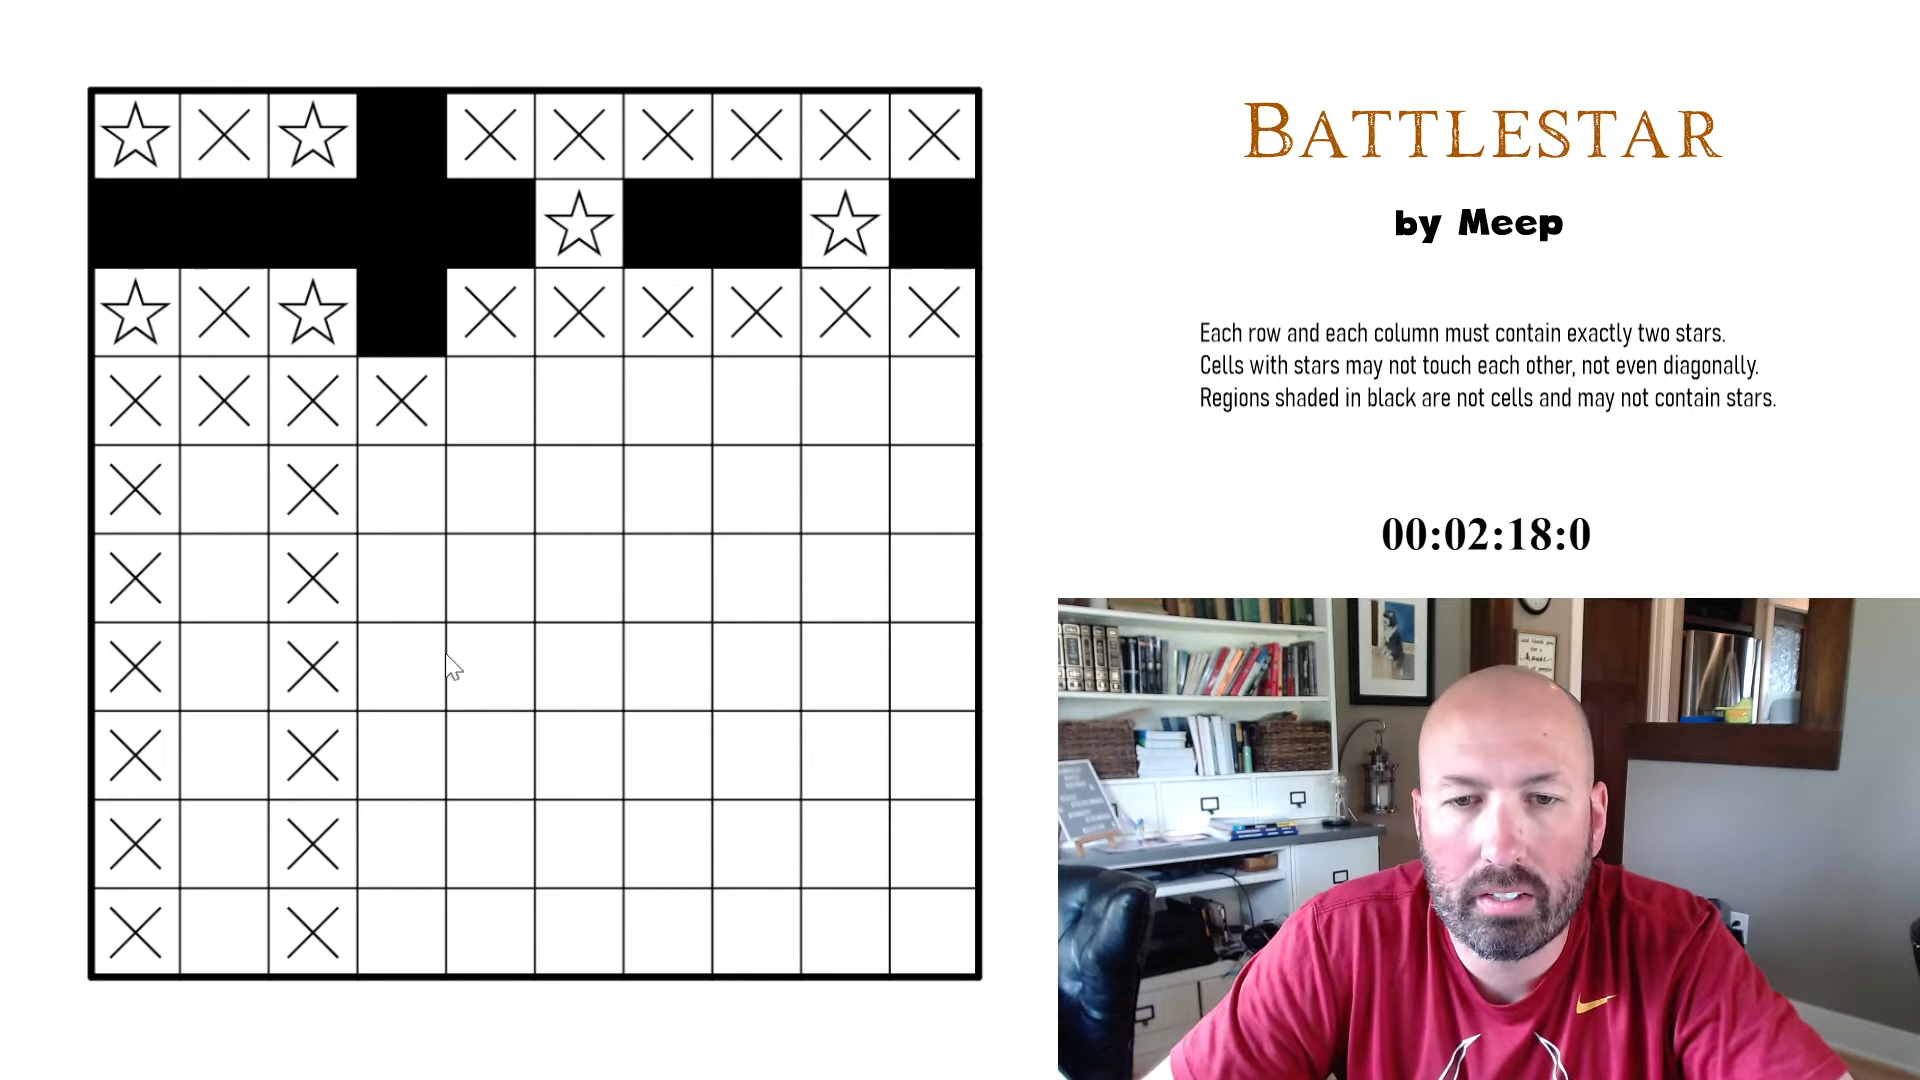 BATTLESTAR
by Meep
Each row and each column must contain exactly two stars.
Cells with stars may not touch each other, not even diagonally.
Regions shaded in black are not cells and may not contain stars.
00:02:18:0